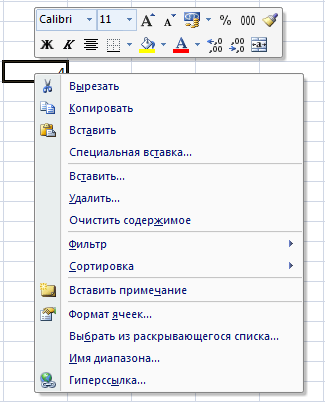 Calibri 11 А А % 000
Ж К А ,00 ,0 a
4
Вырезать
Копировать
Вставить
Специальная вставка...
Вставить...
Удалить...
Очистить содержимое
Фильтр
Сортировка
Вставить примечание
Формат ячеек...
Выбрать из раскрывающегося списка...
Имя диапазона...
Гиперссылка...